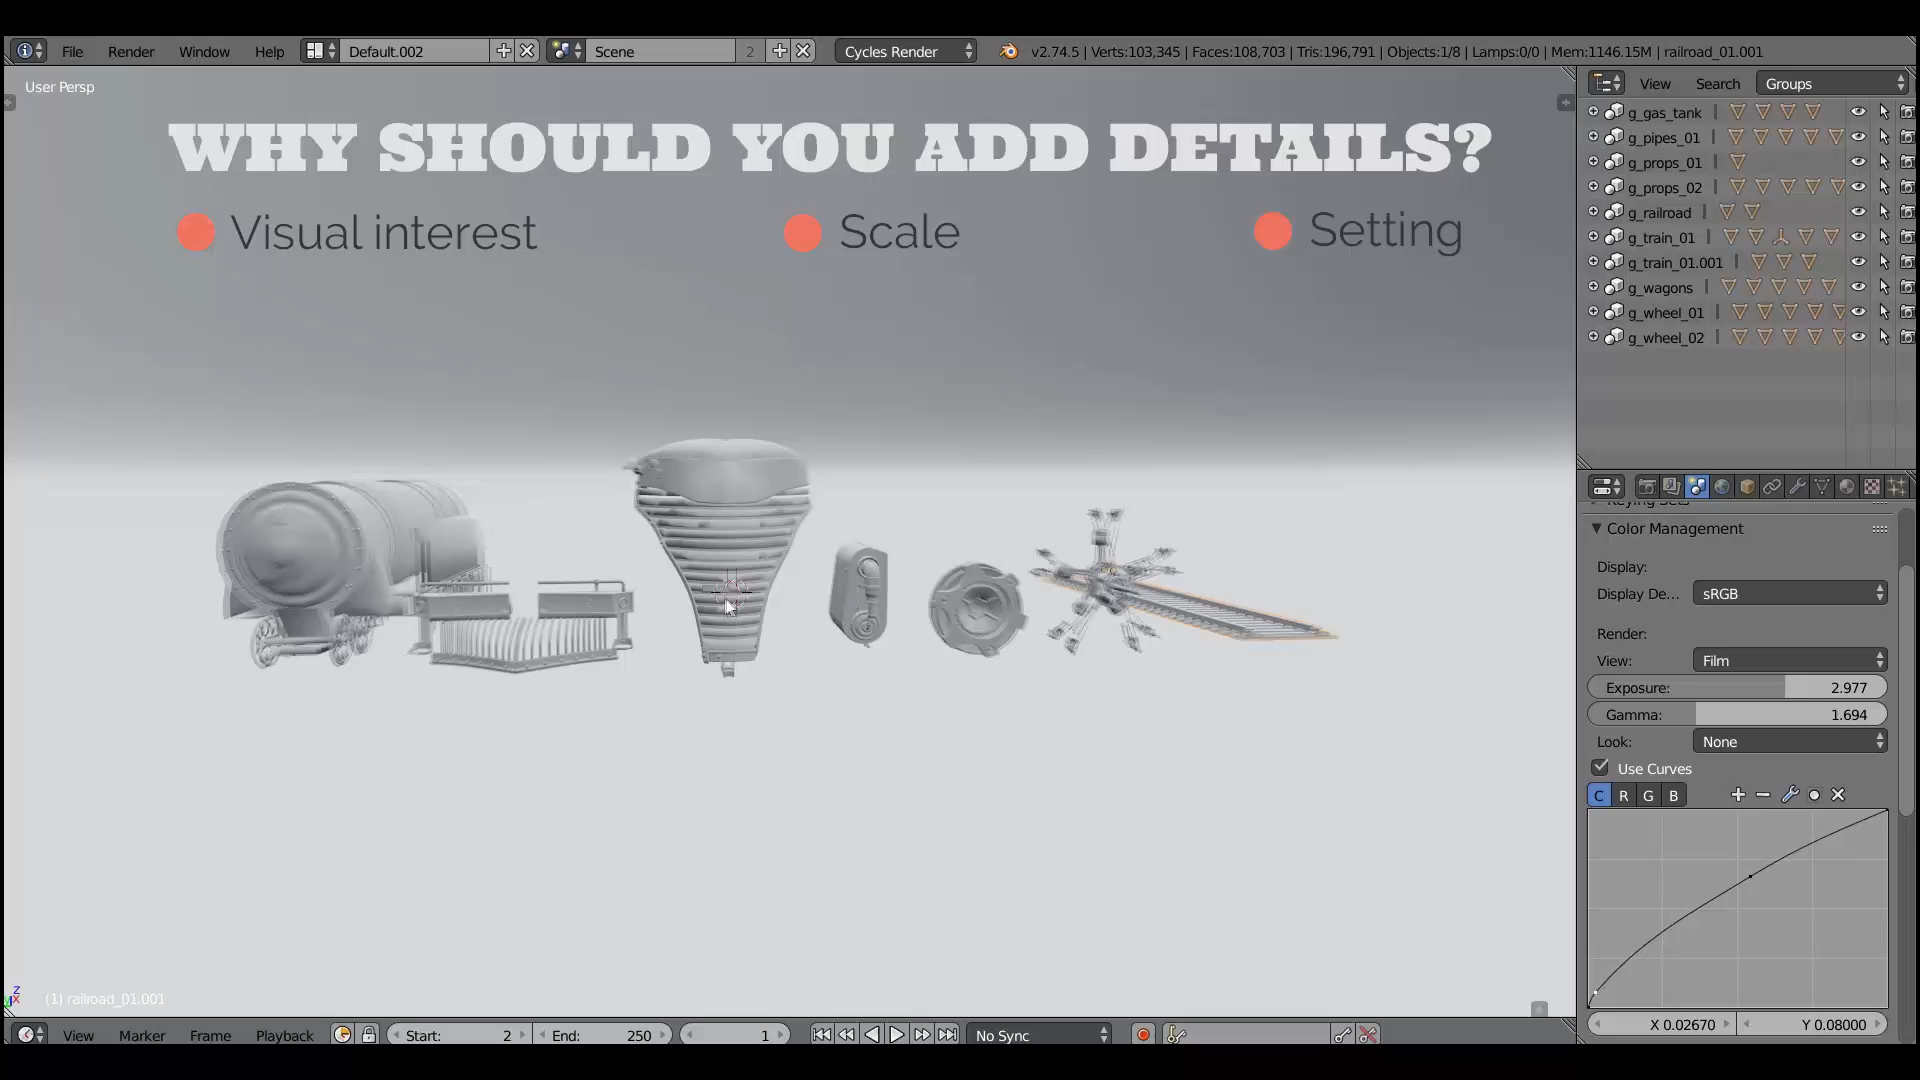 File Render Window Help Default.002 Scene 2 Cycles Render v2.74.5 | Verts:103,345 | Faces:108,703 | Tris:196,791 | Objects:1/8 | Lamps:0/0 | Mem:1146.15M | railroad_01.001
User Persp
WHY SHOULD YOU ADD DETAILS?
Visual interest
Scale
Setting
View Search Groups
g_gas_tank
g_pipes_01
g_props_01
g_props_02
g_railroad
g_train_01
g_train_01.001
g_wagons
g_wheel_01
g_wheel_02
Color Management
Display:
Display De... sRGB
Render:
View: Film
Exposure: 2.977
Gamma: 1.694
Look: None
Use Curves
C R G B
X 0.02670 Y 0.08000
z
x
(1) railroad_01.001
View Marker Frame Playback Start: 2 End: 250 1 No Sync